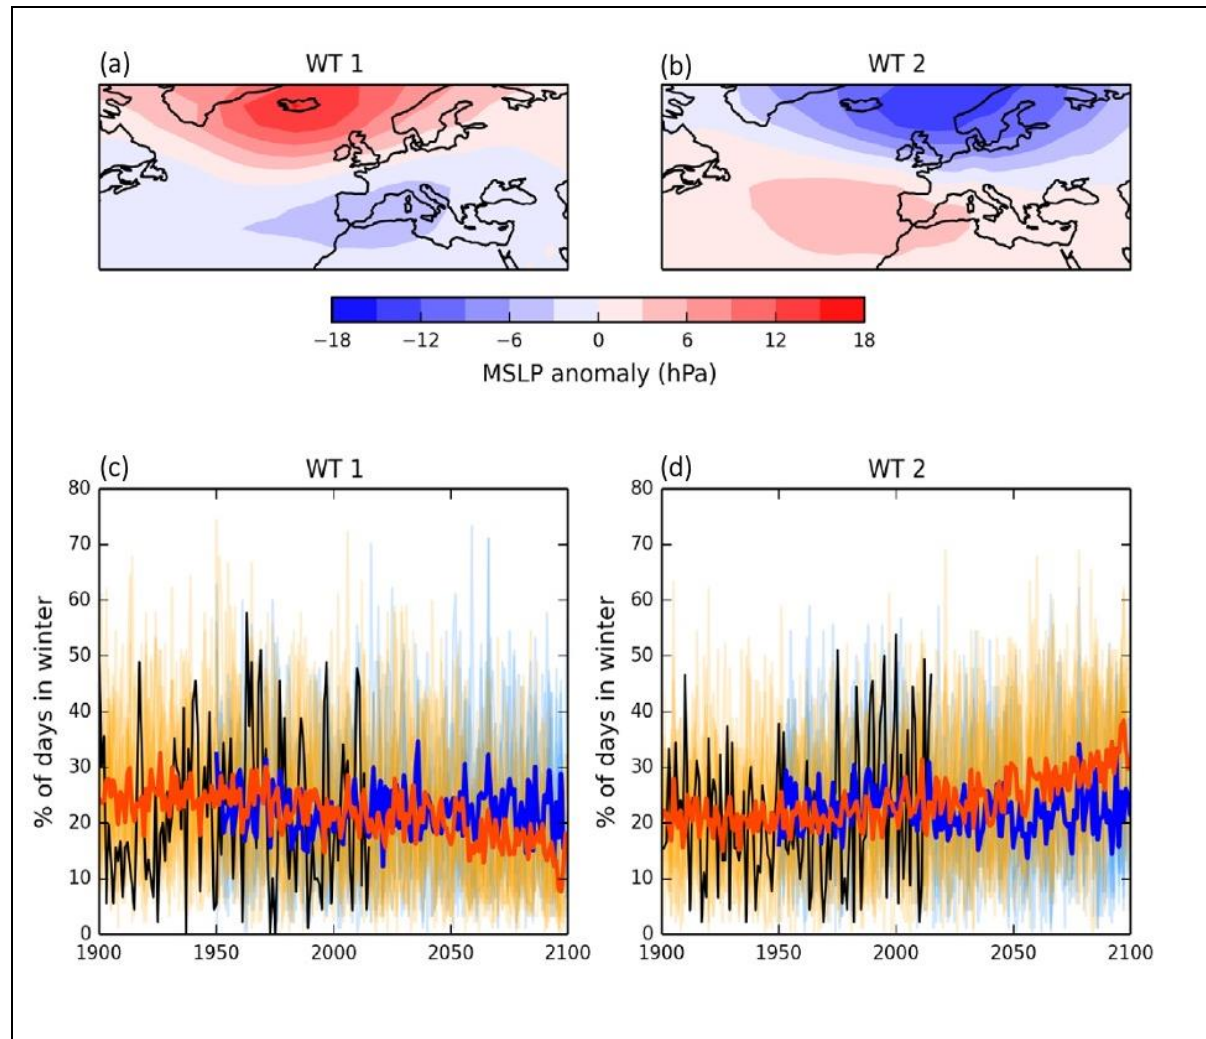 (a) WT 1
(b) WT 2
−18 −12 −6 0 6 12 18
MSLP anomaly (hPa)
(c) WT 1
80
70
60
50
40
30
20
10
0
% of days in winter
1900 1950 2000 2050 2100
(d) WT 2
80
70
60
50
40
30
20
10
0
% of days in winter
1900 1950 2000 2050 2100